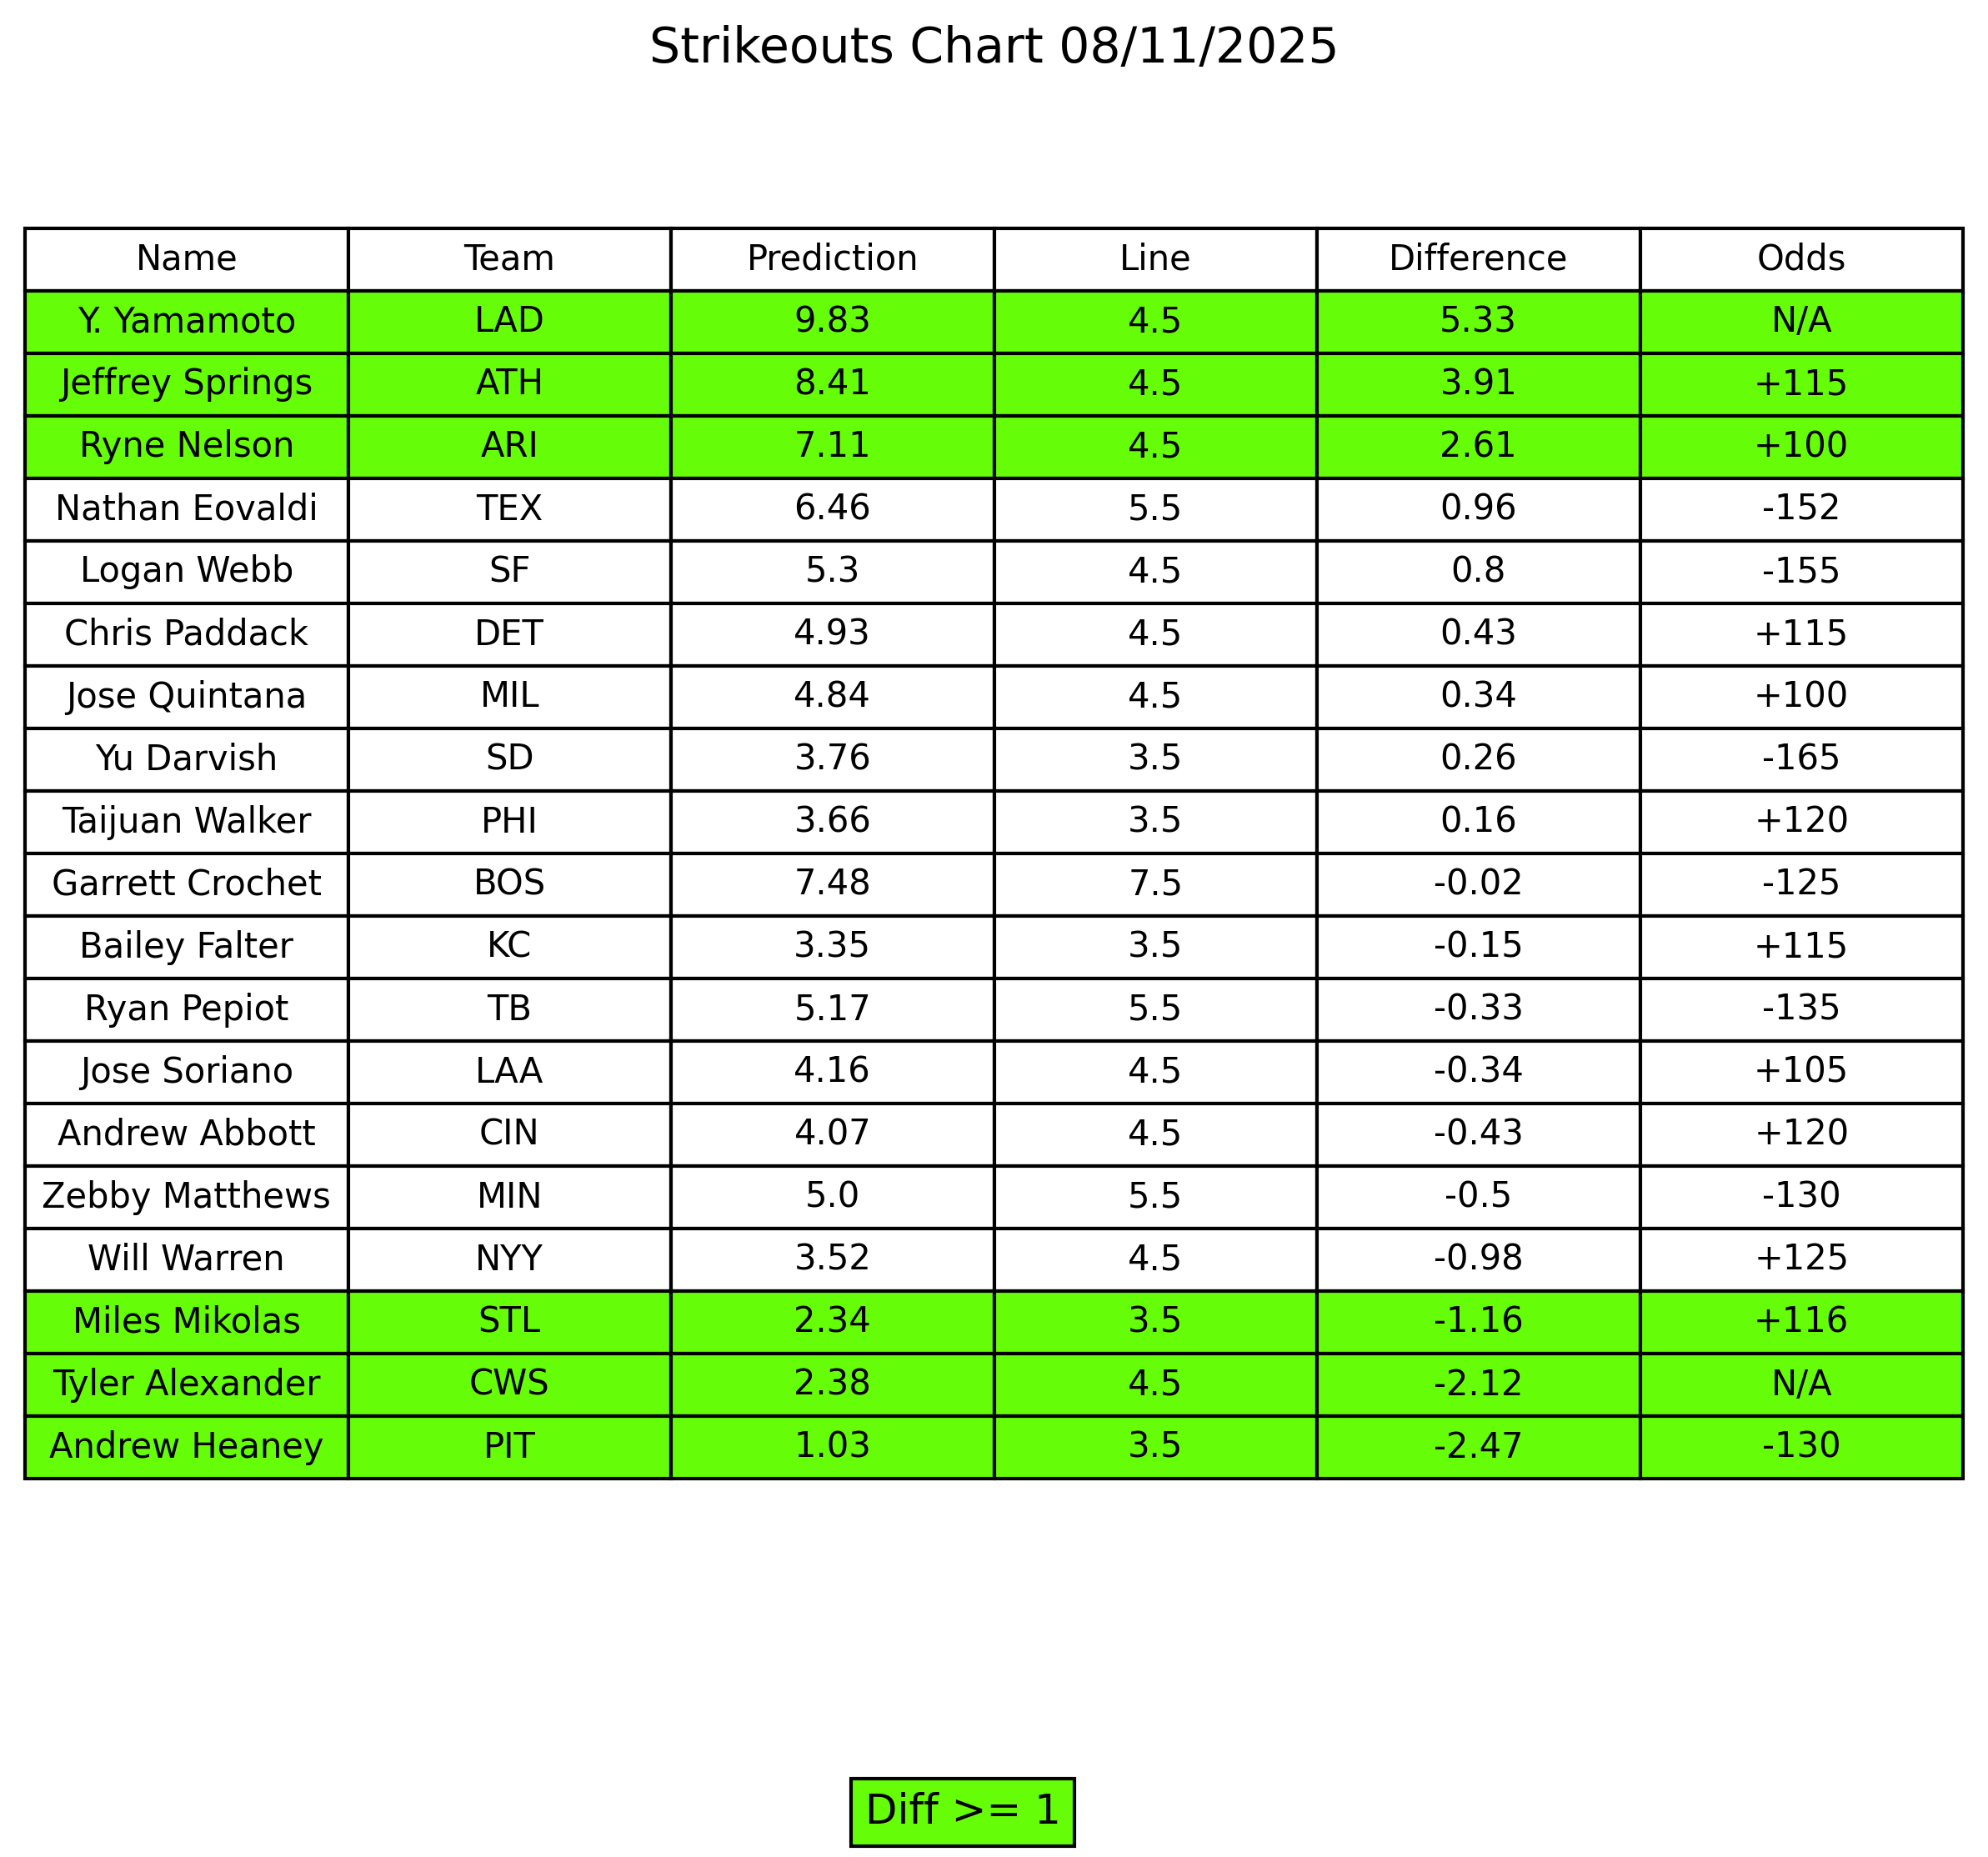 Strikeouts Chart 08/11/2025
Name Team Prediction Line Difference Odds
Y. Yamamoto LAD 9.83 4.5 5.33 N/A
Jeffrey Springs ATH 8.41 4.5 3.91 +115
Ryne Nelson ARI 7.11 4.5 2.61 +100
Nathan Eovaldi TEX 6.46 5.5 0.96 -152
Logan Webb SF 5.3 4.5 0.8 -155
Chris Paddack DET 4.93 4.5 0.43 +115
Jose Quintana MIL 4.84 4.5 0.34 +100
Yu Darvish SD 3.76 3.5 0.26 -165
Taijuan Walker PHI 3.66 3.5 0.16 +120
Garrett Crochet BOS 7.48 7.5 -0.02 -125
Bailey Falter KC 3.35 3.5 -0.15 +115
Ryan Pepiot TB 5.17 5.5 -0.33 -135
Jose Soriano LAA 4.16 4.5 -0.34 +105
Andrew Abbott CIN 4.07 4.5 -0.43 +120
Zebby Matthews MIN 5.0 5.5 -0.5 -130
Will Warren NYY 3.52 4.5 -0.98 +125
Miles Mikolas STL 2.34 3.5 -1.16 +116
Tyler Alexander CWS 2.38 4.5 -2.12 N/A
Andrew Heaney PIT 1.03 3.5 -2.47 -130
Diff >= 1